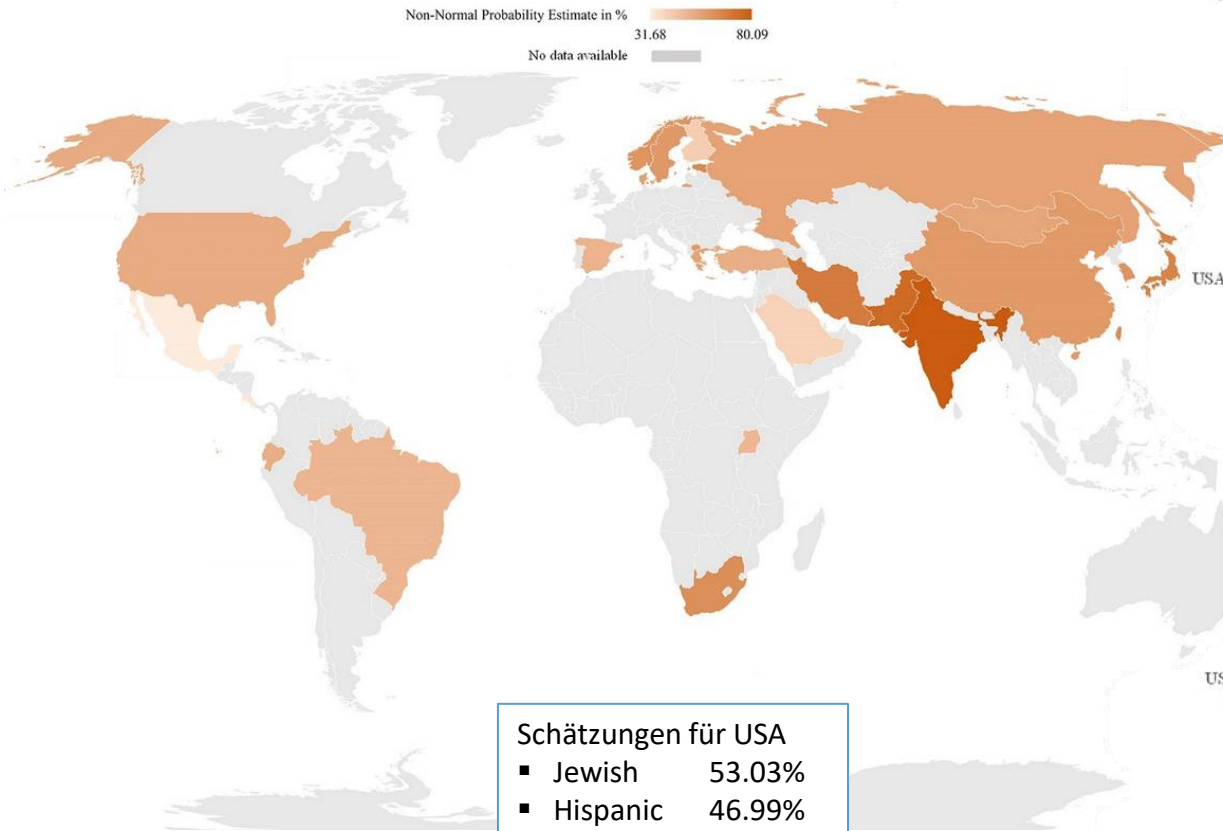 Non-Normal Probability Estimate in %
31.68 80.09
No data available
USA
US
Schätzungen für USA
▪ Jewish 53.03%
▪ Hispanic 46.99%